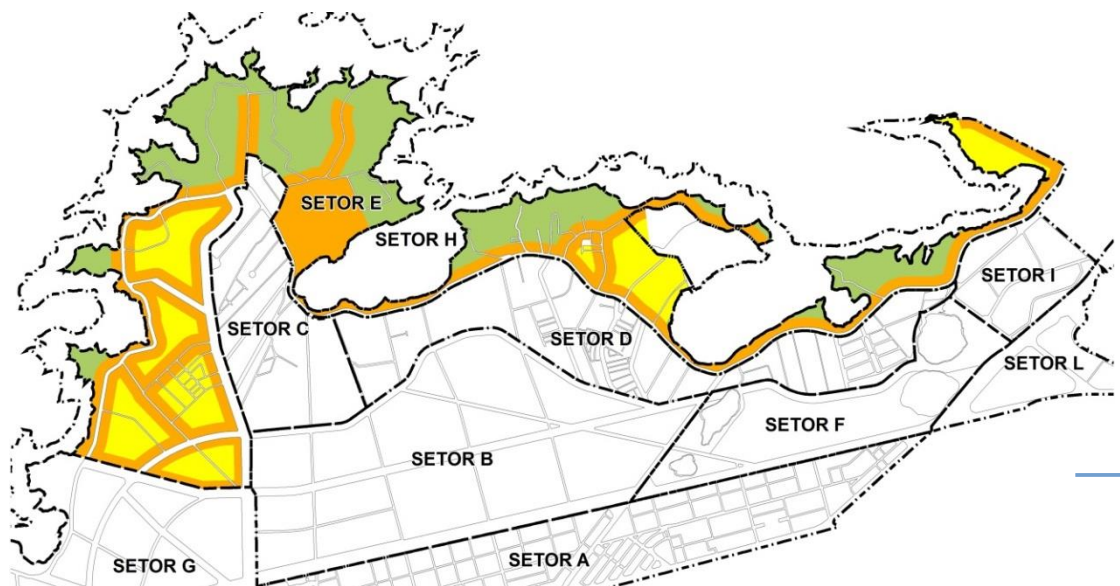 SETOR E
SETOR H
SETOR I
SETOR C
SETOR D
SETOR L
SETOR F
SETOR B
SETOR A
SETOR G